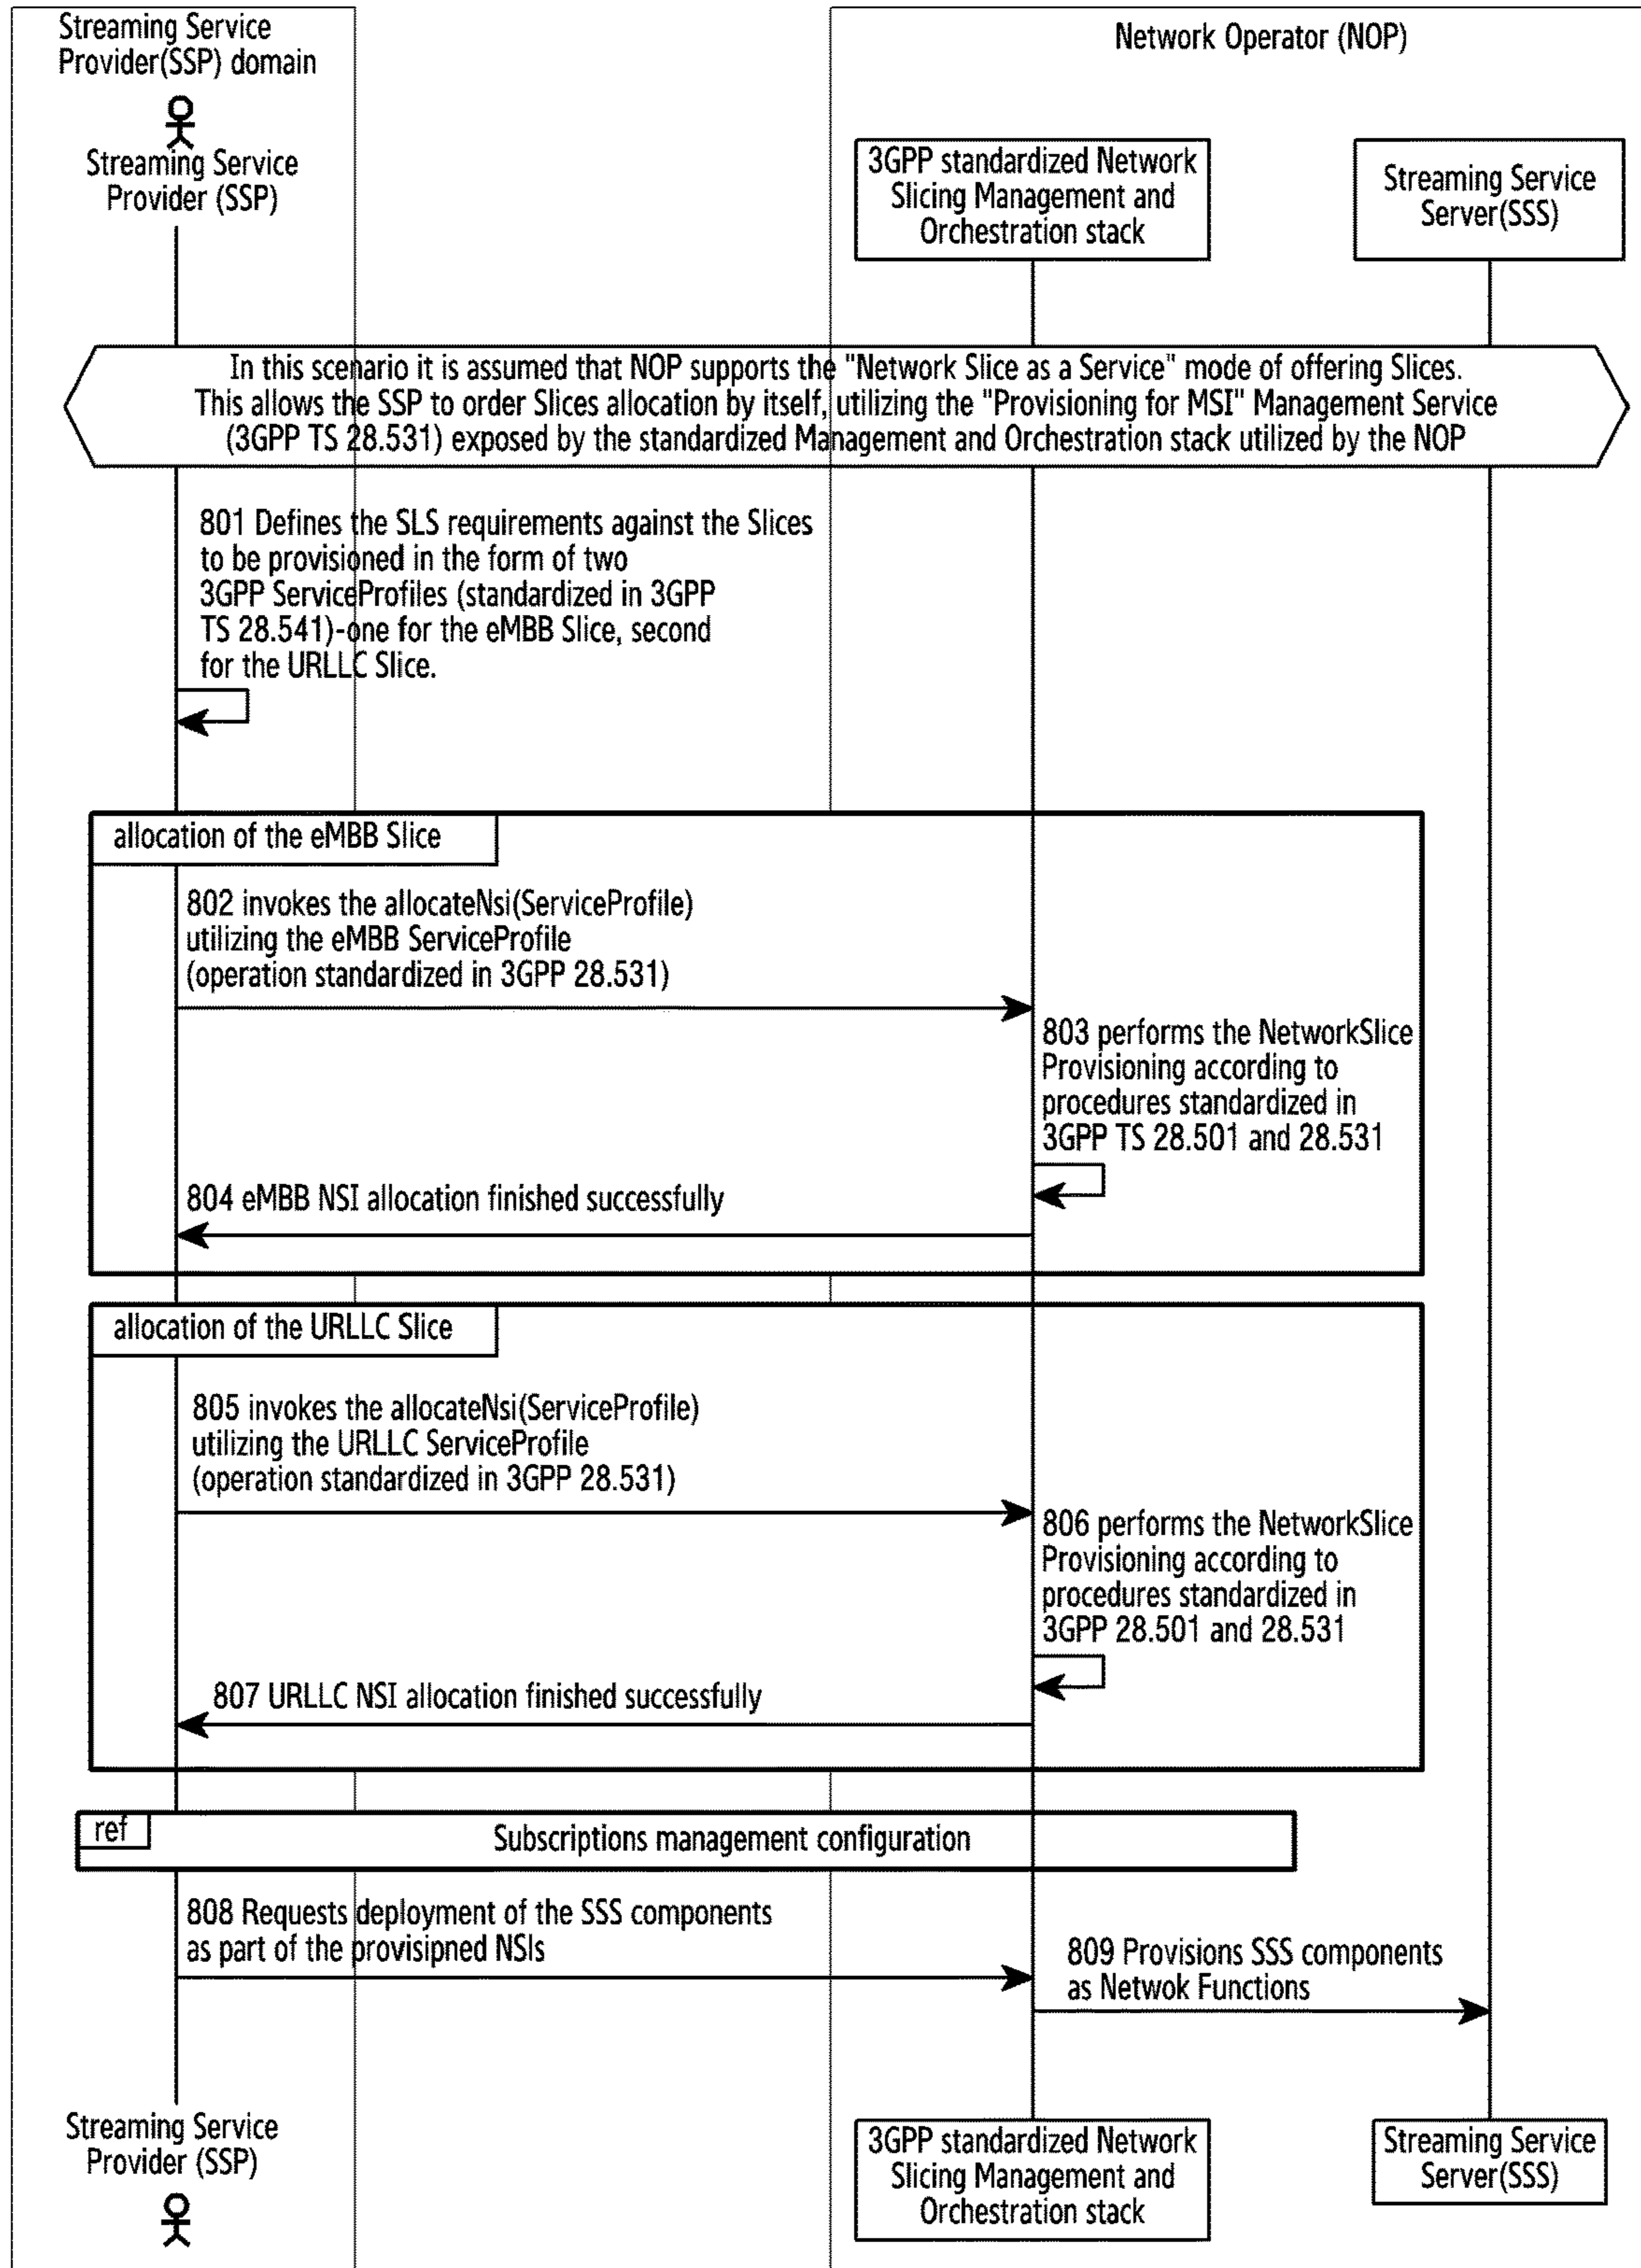 Streaming Service
Provider(SSP) domain
Network Operator (NOP)
Streaming Service
Provider (SSP)
3GPP standardized Network
Slicing Management and
Orchestration stack
Streaming Service
Server(SSS)
In this scenario it is assumed that NOP supports the "Network Slice as a Service" mode of offering Slices.
This allows the SSP to order Slices allocation by itself, utilizing the "Provisioning for MSI" Management Service
(3GPP TS 28.531) exposed by the standardized Management and Orchestration stack utilized by the NOP
801 Defines the SLS requirements against the Slices
to be provisioned in the form of two
3GPP ServiceProfiles (standardized in 3GPP
TS 28.541)-one for the eMBB Slice, second
for the URLLC Slice.
allocation of the eMBB Slice
802 invokes the allocateNsi(ServiceProfile)
utilizing the eMBB ServiceProfile
(operation standardized in 3GPP 28.531)
803 performs the NetworkSlice
Provisioning according to
procedures standardized in
3GPP TS 28.501 and 28.531
804 eMBB NSI allocation finished successfully
allocation of the URLLC Slice
805 invokes the allocateNsi(ServiceProfile)
utilizing the URLLC ServiceProfile
(operation standardized in 3GPP 28.531)
806 performs the NetworkSlice
Provisioning according to
procedures standardized in
3GPP 28.501 and 28.531
807 URLLC NSI allocation finished successfully
ref
Subscriptions management configuration
808 Requests deployment of the SSS components
as part of the provisipned NSIs
809 Provisions SSS components
as Netwok Functions
Streaming Service
Provider (SSP)
3GPP standardized Network
Slicing Management and
Orchestration stack
Streaming Service
Server(SSS)